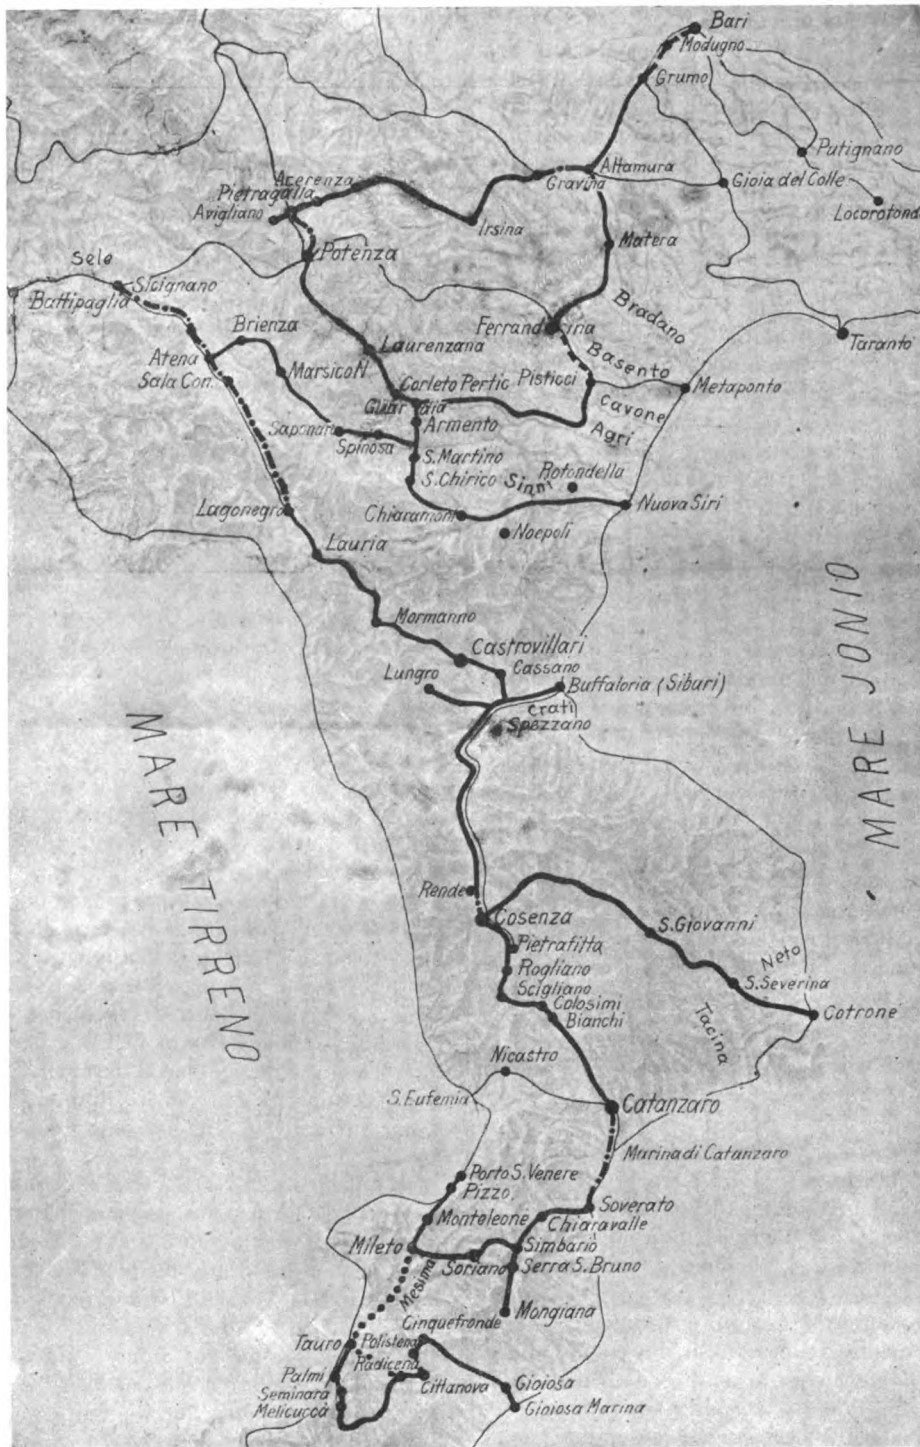 Bari
Modugno
Grumo
Putignano
Altamura
Gravina
Gioia del Colle
Locorotond
Acerenza
Pietragalla
Avigliano
Irsina
Matera
Potenza
Sele
Sicignano
Battipaglia
Bradano
Brienza
Ferrandina
Taranto
Atena
Laurenzana
Basento
Sala Con.
Marsico N
Pisticci
Metaponto
Corleto Pertic
Cavone
Guardia
Armento
Agri
Saponara
Spinosa
S. Martino
Rotondella
S. Chirico
Sinni
Lagonegro
Chiaramont
Nuova Siri
Noepoli
Lauria
MARE JONIO
Mormanno
Castrovillari
Cassano
Lungro
Buffaloria (Sibari)
Crati
Spezzano
MARE TIRRENO
Rende
Cosenza
S. Giovanni
Pietrafitta
Neto
Rogliano
S. Severina
Scigliano
Colosimi
Bianchi
Cotrone
Tacina
Nicastro
S. Eufemia
Catanzaro
Marina di Catanzaro
Porto S. Venere
Pizzo
Soverato
Monteleone
Chiaravalle
Mileto
Simbario
Soriano
Serra S. Bruno
Mesima
Mongiana
Cinquefronde
Tauro
Polistena
Radicena
Palmi
Cittanova
Gioiosa
Seminara
Melicuccà
Gioiosa Marina